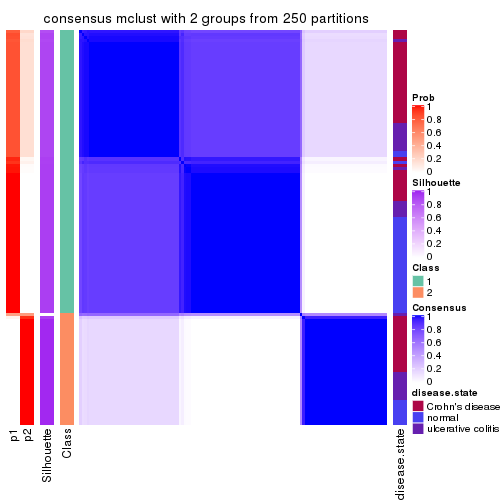 consensus mclust with 2 groups from 250 partitions
Prob
1
0.8
0.6
0.4
0.2
0
Silhouette
1
0.8
0.6
0.4
0.2
0
Class
1
2
Consensus
1
0.8
0.6
0.4
0.2
0
disease.state
Crohn's disease
normal
ulcerative colitis
p1
p2
Silhouette
Class
disease.state